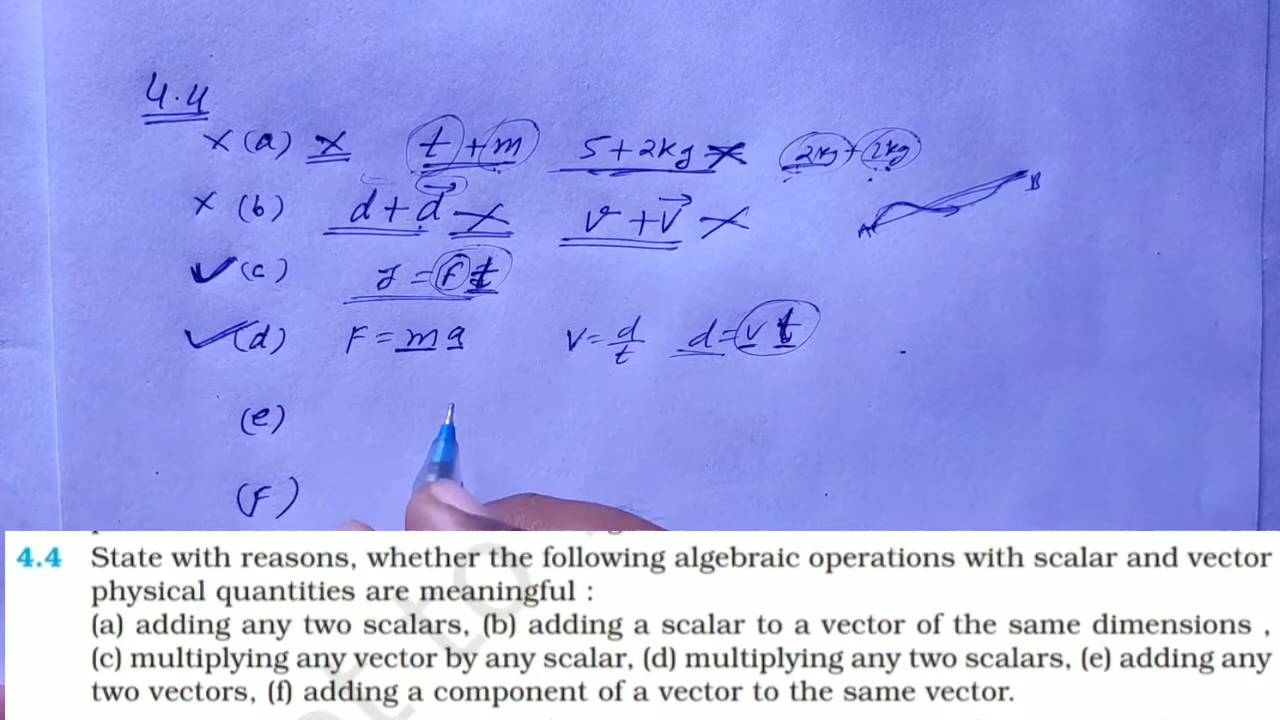 4.4
× (a) × t + m 5 + 2kg × 2kg + 2kg
× (b) d + d⃗ × v + v⃗ × A B
✓ (c) J = F t
✓ (d) F = m a v = d/t d = v t
(e)
(F)
4.4 State with reasons, whether the following algebraic operations with scalar and vector
physical quantities are meaningful :
(a) adding any two scalars, (b) adding a scalar to a vector of the same dimensions ,
(c) multiplying any vector by any scalar, (d) multiplying any two scalars, (e) adding any
two vectors, (f) adding a component of a vector to the same vector.